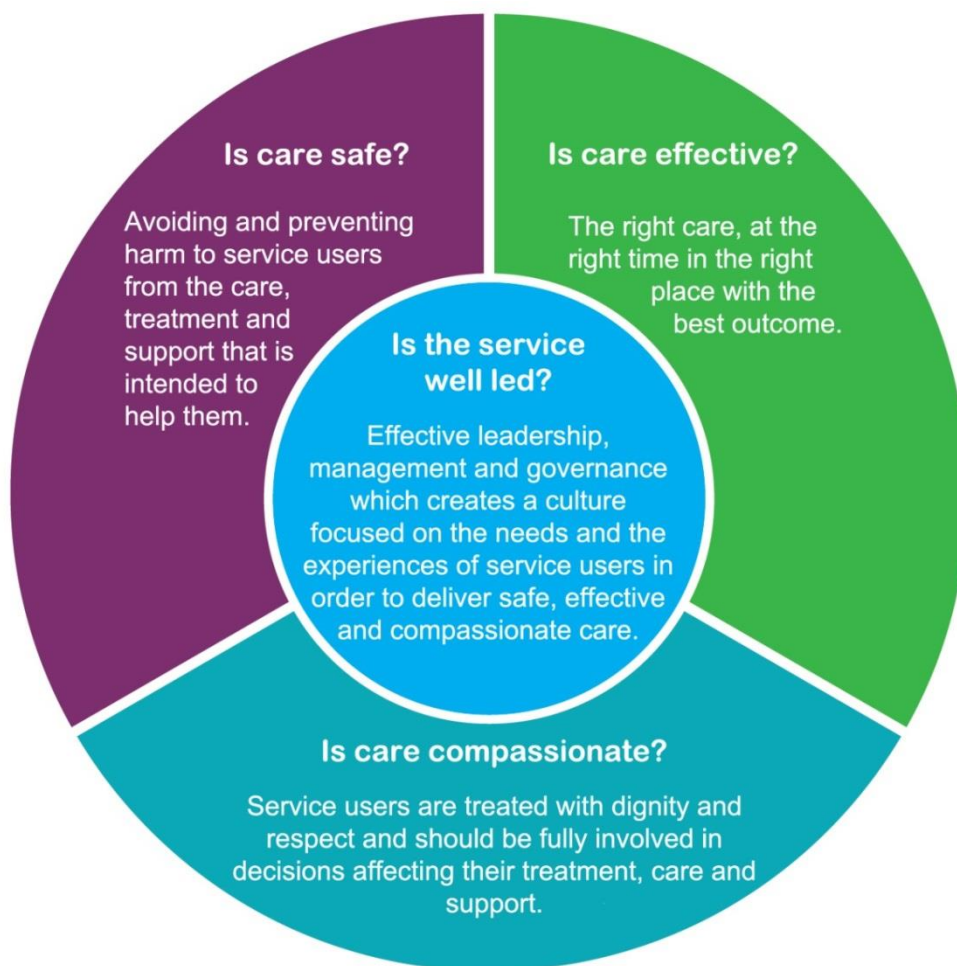 Is care safe?
Avoiding and preventing
harm to service users
from the care,
treatment and
support that is
intended to
help them.
Is care effective?
The right care, at the
right time in the right
place with the
best outcome.
Is the service
well led?
Effective leadership,
management and governance
which creates a culture
focused on the needs and the
experiences of service users in
order to deliver safe, effective
and compassionate care.
Is care compassionate?
Service users are treated with dignity and
respect and should be fully involved in
decisions affecting their treatment, care and
support.